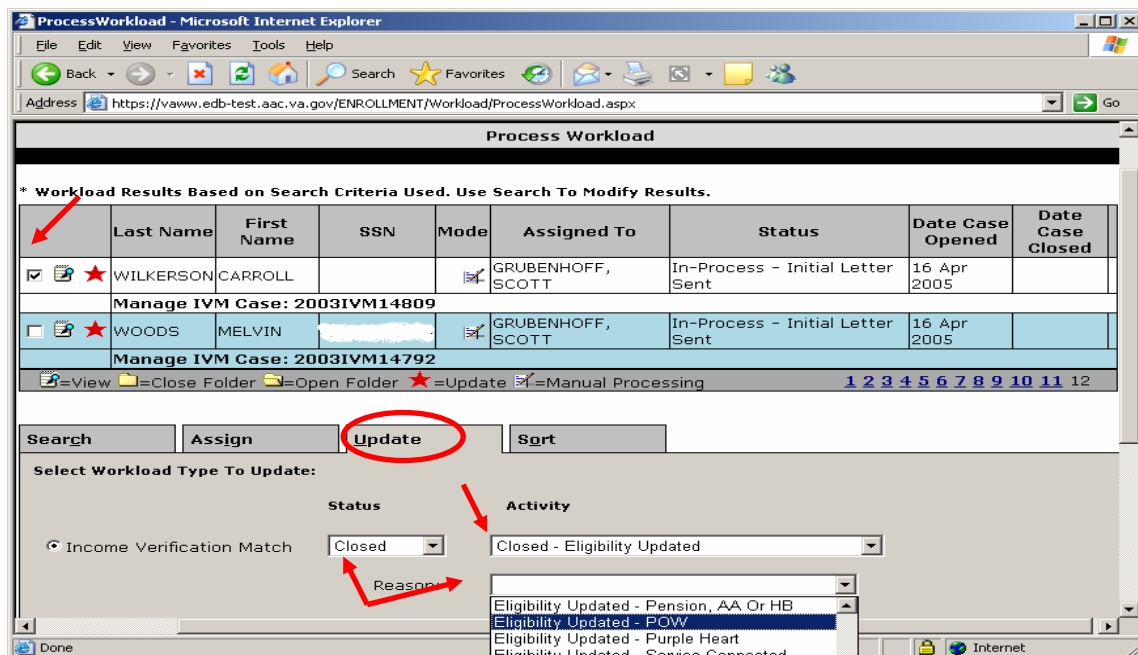 ProcessWorkload - Microsoft Internet Explorer
File Edit View Favorites Tools Help
Back Search Favorites
Address https://vaww.edb-test.aac.va.gov/ENROLLMENT/Workload/ProcessWorkload.aspx Go
Process Workload
* Workload Results Based on Search Criteria Used. Use Search To Modify Results.
Last Name First Name SSN Mode Assigned To Status Date Case Opened Date Case Closed
WILKERSON CARROLL GRUBENHOFF, SCOTT In-Process - Initial Letter Sent 16 Apr 2005
Manage IVM Case: 2003IVM14809
WOODS MELVIN GRUBENHOFF, SCOTT In-Process - Initial Letter Sent 16 Apr 2005
Manage IVM Case: 2003IVM14792
=View =Close Folder =Open Folder =Update =Manual Processing 1 2 3 4 5 6 7 8 9 10 11 12
Search Assign Update Sort
Select Workload Type To Update:
Status Activity
Income Verification Match Closed Closed - Eligibility Updated
Reason:
Eligibility Updated - Pension, AA Or HB
Eligibility Updated - POW
Eligibility Updated - Purple Heart
Eligibility Updated - Service Connected
Done Internet